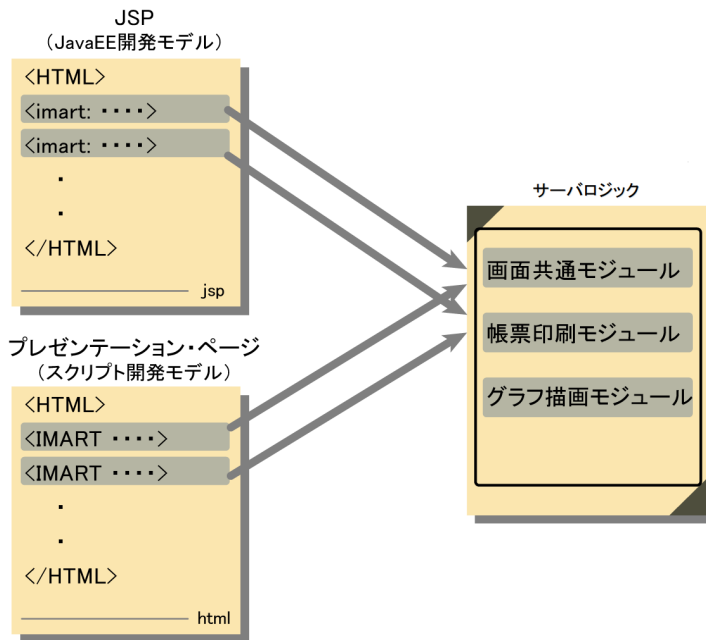 JSP
（JavaEE開発モデル）
<HTML>
<imart: ・・・・>
<imart: ・・・・>
・
・
</HTML>
jsp
プレゼンテーション・ページ
（スクリプト開発モデル）
<HTML>
<IMART ・・・・>
<IMART ・・・・>
・
・
</HTML>
html
サーバロジック
画面共通モジュール
帳票印刷モジュール
グラフ描画モジュール